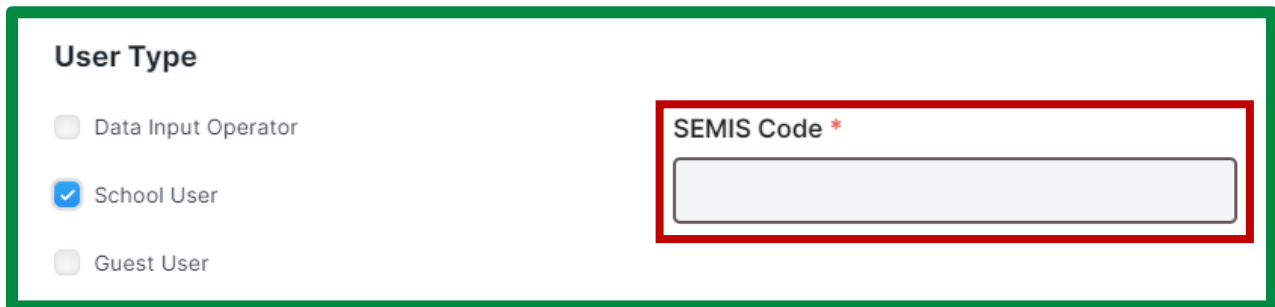 User Type
Data Input Operator
SEMIS Code *
School User
Guest User